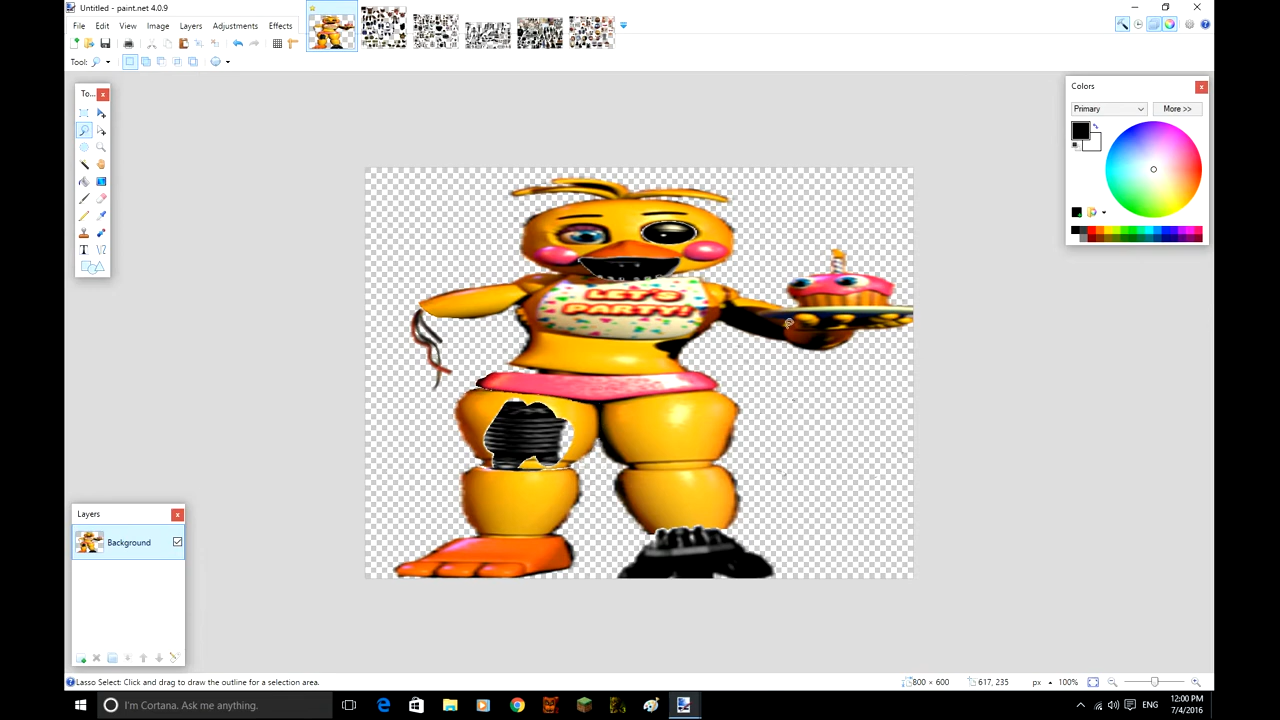 Untitled - paint.net 4.0.9
File Edit View Image Layers Adjustments Effects
Tool:
To...
Colors
Primary
More >>
LET'S
PARTY!
Layers
Background
Lasso Select: Click and drag to draw the outline for a selection area.
800 × 600
617, 235
px
100%
I'm Cortana. Ask me anything.
ENG
12:00 PM
7/4/2016